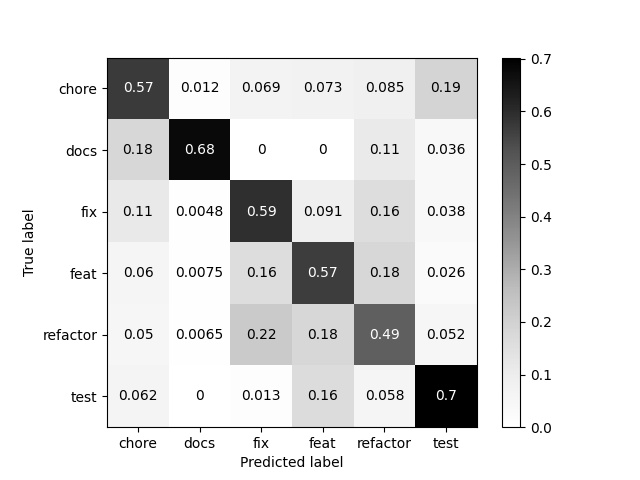 chore 0.57 0.012 0.069 0.073 0.085 0.19
docs 0.18 0.68 0 0 0.11 0.036
fix 0.11 0.0048 0.59 0.091 0.16 0.038
feat 0.06 0.0075 0.16 0.57 0.18 0.026
refactor 0.05 0.0065 0.22 0.18 0.49 0.052
test 0.062 0 0.013 0.16 0.058 0.7
chore docs fix feat refactor test
Predicted label
True label
0.7
0.6
0.5
0.4
0.3
0.2
0.1
0.0